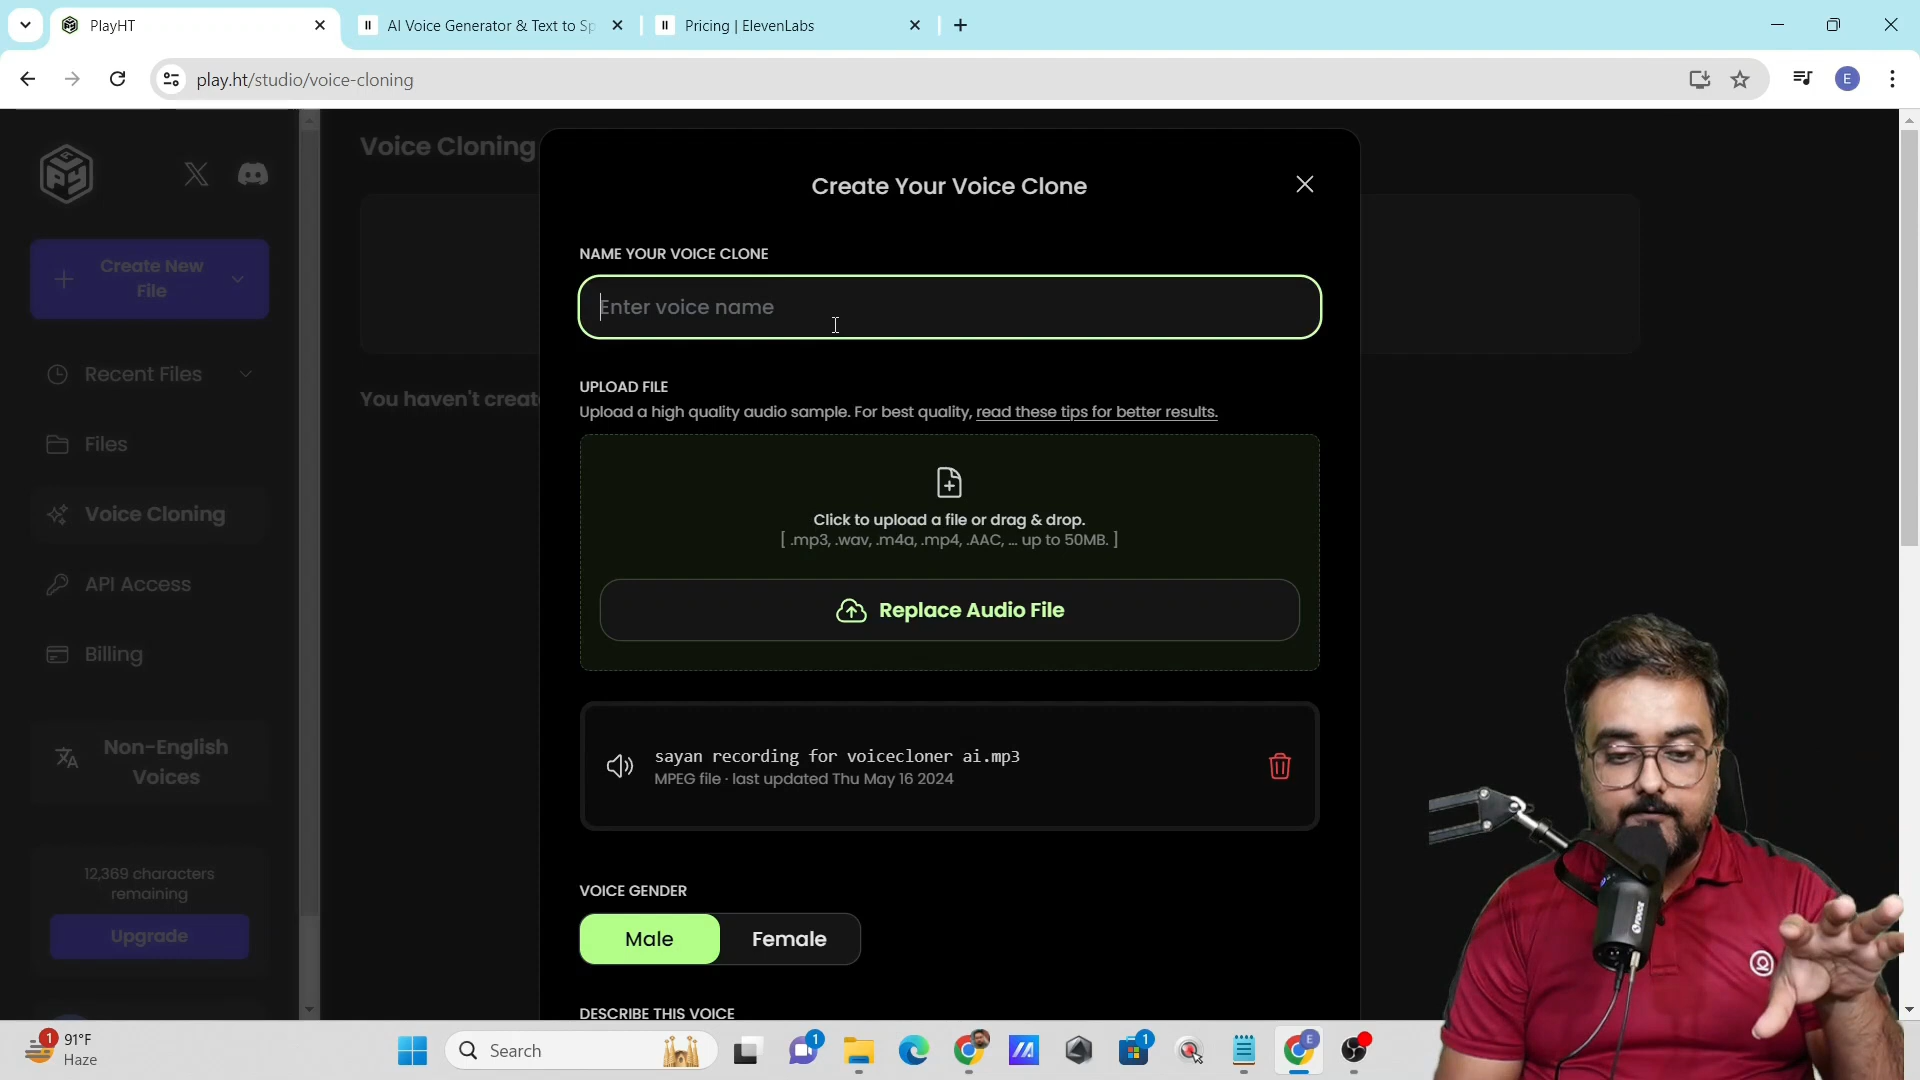 PlayHT
AI Voice Generator & Text to Sp
Pricing | ElevenLabs
play.ht/studio/voice-cloning
E
Voice Cloning
Create New
File
Recent Files
Files
Voice Cloning
API Access
Billing
Non-English
Voices
12,369 characters
remaining
Upgrade
You haven't creat
Create Your Voice Clone
NAME YOUR VOICE CLONE
Enter voice name
UPLOAD FILE
Upload a high quality audio sample. For best quality, read these tips for better results.
Click to upload a file or drag & drop.
[ .mp3, .wav, .m4a, .mp4, .AAC, ... up to 50MB. ]
Replace Audio File
sayan recording for voicecloner ai.mp3
MPEG file · last updated Thu May 16 2024
VOICE GENDER
Male
Female
DESCRIBE THIS VOICE
1
91°F
Haze
Search
1
1
E